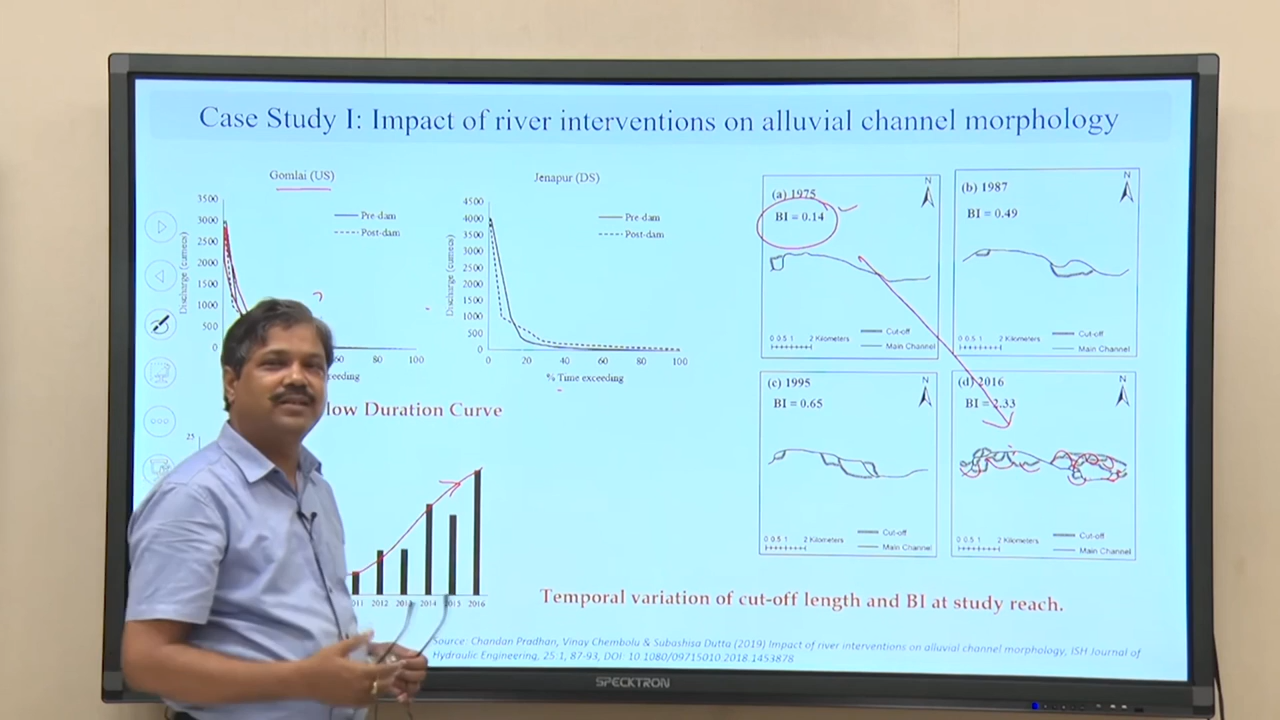 Case Study I: Impact of river interventions on alluvial channel morphology
Gomlai (US)
3500
3000
2500
2000
1500
1000
500
0
Discharge (cumecs)
Pre-dam
Post-dam
60 80 100
Jenapur (DS)
4500
4000
3500
3000
2500
2000
1500
1000
500
0
Discharge (cumecs)
Pre-dam
Post-dam
0 20 40 60 80 100
% Time exceeding
Duration Curve
25
2012 2014 2015 2016
(a) 1975
BI = 0.14
N
0 0.5 1 2 Kilometers
Cut-off
Main Channel
(b) 1987
BI = 0.49
N
0 0.5 1 2 Kilometers
Cut-off
Main Channel
(c) 1995
BI = 0.65
N
0 0.5 1 2 Kilometers
Cut-off
Main Channel
(d) 2016
BI = 2.33
N
0 0.5 1 2 Kilometers
Cut-off
Main Channel
Temporal variation of cut-off length and BI at study reach.
Source: Chandan Pradhan, Vinay Chembolu & Subashisa Dutta (2019) Impact of river interventions on alluvial channel morphology, ISH Journal of
Hydraulic Engineering, 25:1, 87-93, DOI: 10.1080/09715010.2018.1453878
SPECKTRON